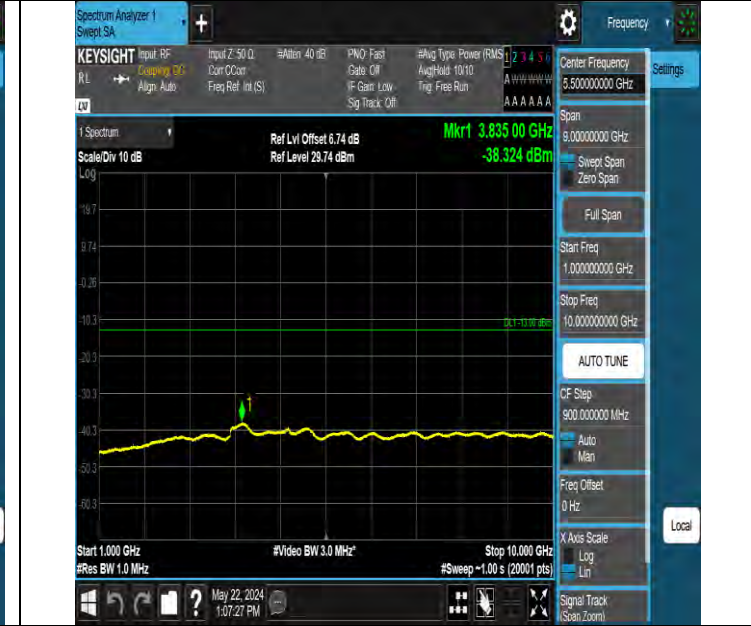 Spectrum Analyzer 1
Swept SA
+
Frequency
KEYSIGHT
RL
Input: RF
Coupling: DC
Align: Auto
Input Z: 50 Ω
Corr CCorr
Freq Ref: Int (S)
#Atten: 40 dB
PNO: Fast
Gate: Off
IF Gain: Low
Sig Track: Off
#Avg Type: Power (RMS
Avg|Hold: 10/10
Trig: Free Run
1 2 3 4 5 6
A W W W W W
A A A A A A
1 Spectrum
Scale/Div 10 dB
Log
Ref Lvl Offset 6.74 dB
Ref Level 29.74 dBm
Mkr1 3.835 00 GHz
-38.324 dBm
19.7
9.74
-0.26
-10.3
-20.3
-30.3
-40.3
-50.3
-60.3
DL1 -13.00 dBm
1
Start 1.000 GHz
#Res BW 1.0 MHz
#Video BW 3.0 MHz*
Stop 10.000 GHz
#Sweep ~1.00 s (20001 pts)
Center Frequency
5.50000000 GHz
Settings
Span
9.00000000 GHz
Swept Span
Zero Span
Full Span
Start Freq
1.000000000 GHz
Stop Freq
10.000000000 GHz
AUTO TUNE
CF Step
900.000000 MHz
Auto
Man
Freq Offset
0 Hz
X Axis Scale
Log
Lin
Local
Signal Track
(Span Zoom)
?
May 22, 2024
1:07:27 PM